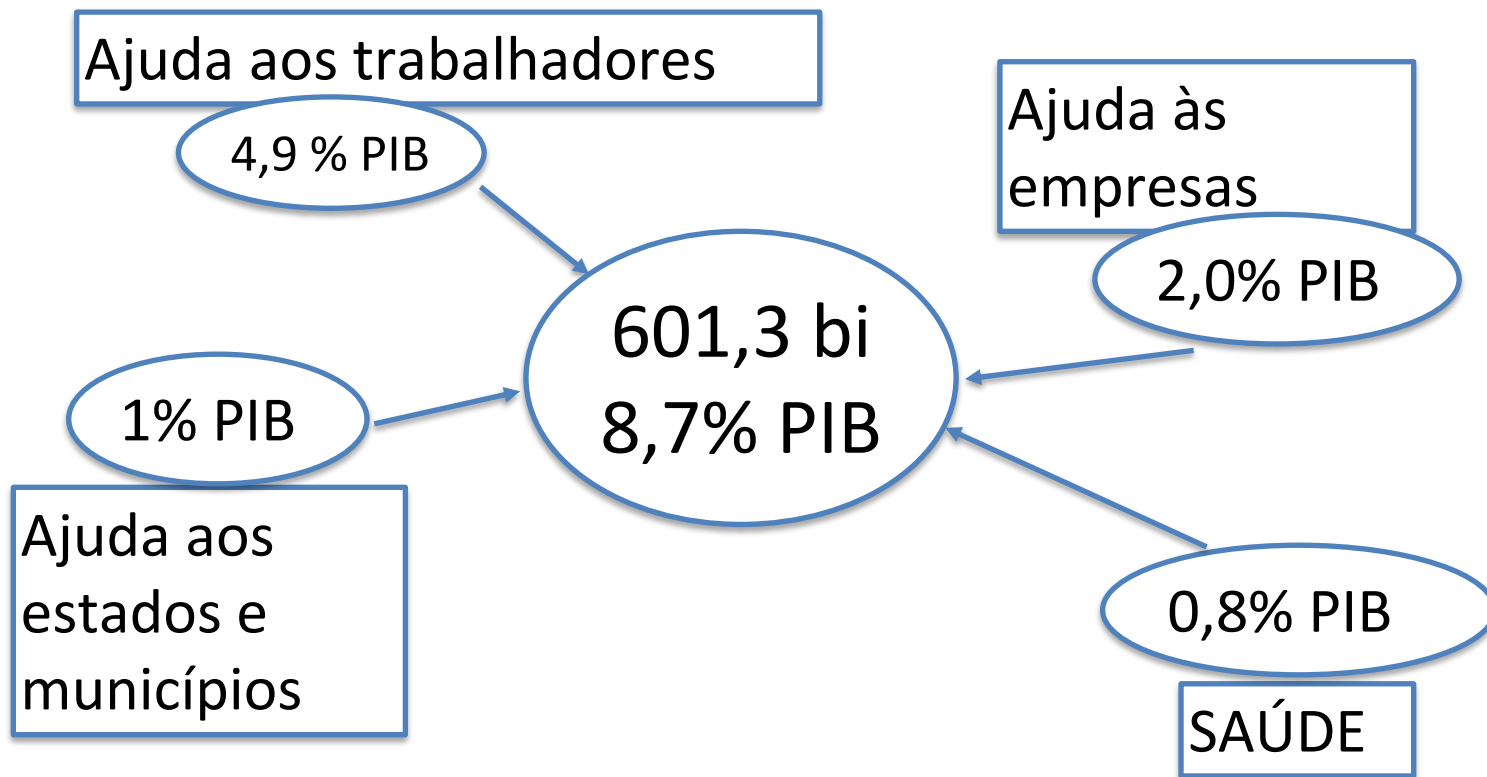 Ajuda aos trabalhadores
4,9 % PIB
Ajuda às
empresas
2,0% PIB
601,3 bi
8,7% PIB
1% PIB
Ajuda aos
estados e
municípios
0,8% PIB
SAÚDE